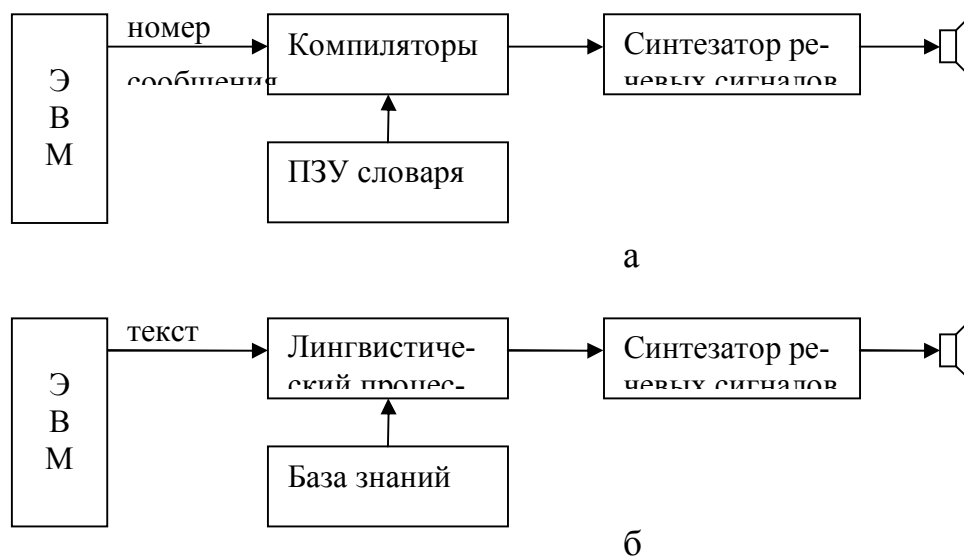 номер
сообщения
Э
В
М
Компиляторы
Синтезатор ре-
чевых сигналов
ПЗУ словаря
а
текст
Э
В
М
Лингвистиче-
ский процес-
Синтезатор ре-
чевых сигналов
База знаний
б